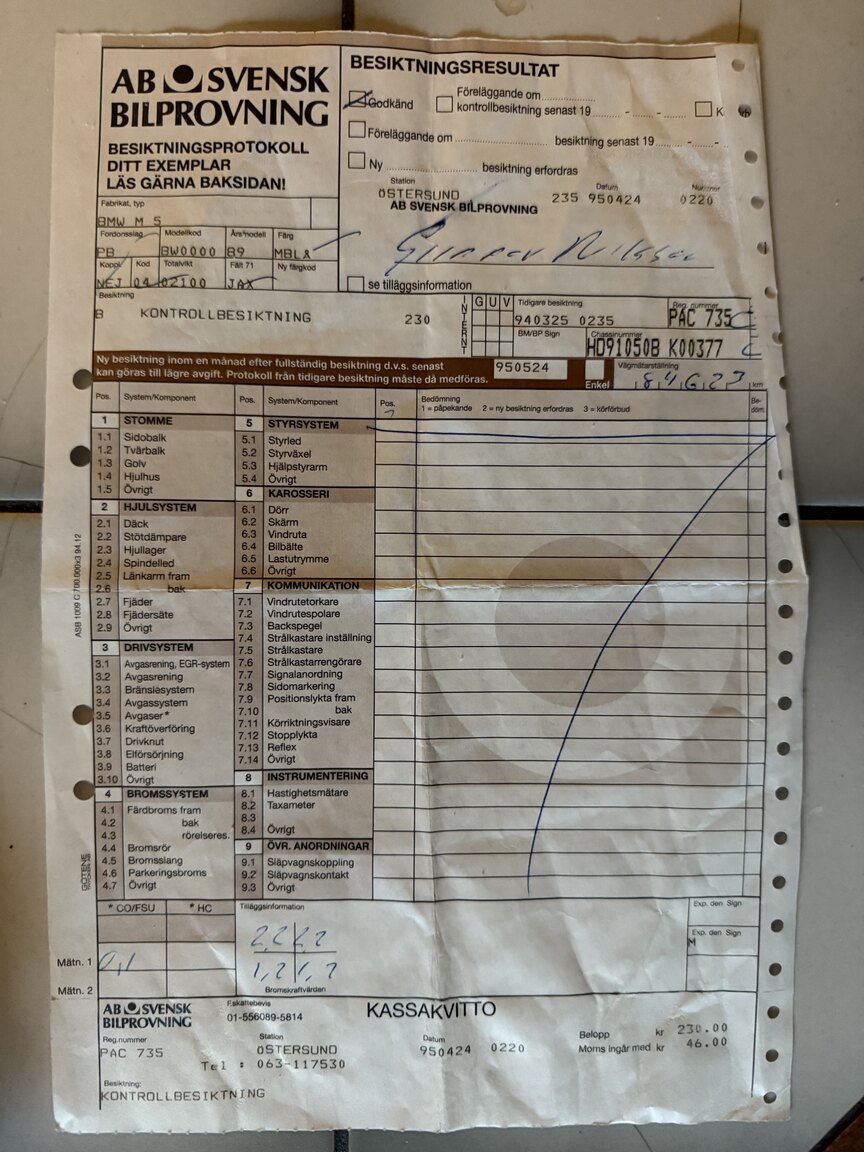 AB SVENSK
BILPROVNING
BESIKTNINGSPROTOKOLL
DITT EXEMPLAR
LÄS GÄRNA BAKSIDAN!
BESIKTNINGSRESULTAT
Godkänd
Föreläggande om
kontrollbesiktning senast 19 . - . - . K
Föreläggande om besiktning senast 19 . - . - .
Ny besiktning erfordras
Station Datum Nummer
ÖSTERSUND 235 950424 0220
AB SVENSK BILPROVNING
se tilläggsinformation
Fabrikat, typ
BMW M 5
Fordonsslag Modellkod Årsmodell Färg
PB BW0000 89 MBLÅ
Koppl. Kod Totalvikt Fält 71 Ny färgkod
NEJ 04 02100 JAX
Besiktning
B KONTROLLBESIKTNING 230
INTERNT
G U V
Tidigare besiktning
940325 0235
Reg. nummer
PAC 735
BM/BP Sign
Chassinummer
HD91050B K00377
Ny besiktning inom en månad efter fullständig besiktning d.v.s. senast
kan göras till lägre avgift. Protokoll från tidigare besiktning måste då medföras.
950524
Enkel
Vägmätarställning
km
Pos. System/Komponent Pos. System/Komponent Pos. Bedömning
1 = påpekande 2 = ny besiktning erfordras 3 = körförbud
Be-
döm.
1 STOMME
1.1 Sidobalk
1.2 Tvärbalk
1.3 Golv
1.4 Hjulhus
1.5 Övrigt
2 HJULSYSTEM
2.1 Däck
2.2 Stötdämpare
2.3 Hjullager
2.4 Spindelled
2.5 Länkarm fram
2.6 bak
2.7 Fjäder
2.8 Fjädersäte
2.9 Övrigt
3 DRIVSYSTEM
3.1 Avgasrening, EGR-system
3.2 Avgasrening
3.3 Bränslesystem
3.4 Avgassystem
3.5 Avgaser*
3.6 Kraftöverföring
3.7 Drivknut
3.8 Elförsörjning
3.9 Batteri
3.10 Övrigt
4 BROMSSYSTEM
4.1 Färdbroms fram
4.2 bak
4.3 rörelseres.
4.4 Bromsrör
4.5 Bromsslang
4.6 Parkeringsbroms
4.7 Övrigt
5 STYRSYSTEM
5.1 Styrled
5.2 Styrväxel
5.3 Hjälpstyrarm
5.4 Övrigt
6 KAROSSERI
6.1 Dörr
6.2 Skärm
6.3 Vindruta
6.4 Bilbälte
6.5 Lastutrymme
6.6 Övrigt
7 KOMMUNIKATION
7.1 Vindrutetorkare
7.2 Vindrutespolare
7.3 Backspegel
7.4 Strålkastare inställning
7.5 Strålkastare
7.6 Strålkastarrengörare
7.7 Signalanordning
7.8 Sidomarkering
7.9 Positionslykta fram
7.10 bak
7.11 Körriktningsvisare
7.12 Stopplykta
7.13 Reflex
7.14 Övrigt
8 INSTRUMENTERING
8.1 Hastighetsmätare
8.2 Taxameter
8.3
8.4 Övrigt
9 ÖVR. ANORDNINGAR
9.1 Släpvagnskoppling
9.2 Släpvagnskontakt
9.3 Övrigt
ASB 1009 C 700.000x3 94.12
* CO/FSU * HC Tilläggsinformation
Exp. den Sign
Exp. den Sign
M
2,2 2,2
Mätn. 1 0,1
1,2 1,2
Mätn. 2
Bromskraftvärden
AB SVENSK
BILPROVNING
F.skattebevis
01-556089-5814
KASSAKVITTO
Reg.nummer Station Datum
PAC 735 ÖSTERSUND 950424 0220
Tel : 063-117530
Belopp kr 230.00
Moms ingår med kr 46.00
Besiktning:
KONTROLLBESIKTNING